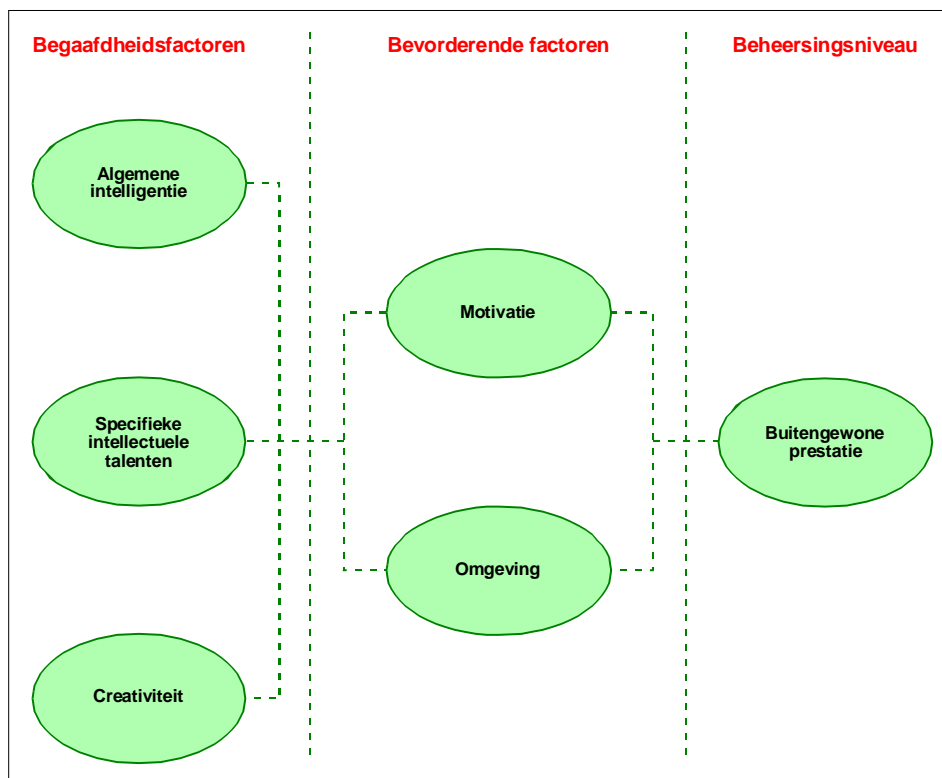 Begaafdheidsfactoren
Bevorderende factoren
Beheersingsniveau
Algemene
intelligentie
Motivatie
Specifieke
intellectuele
talenten
Buitengewone
prestatie
Omgeving
Creativiteit